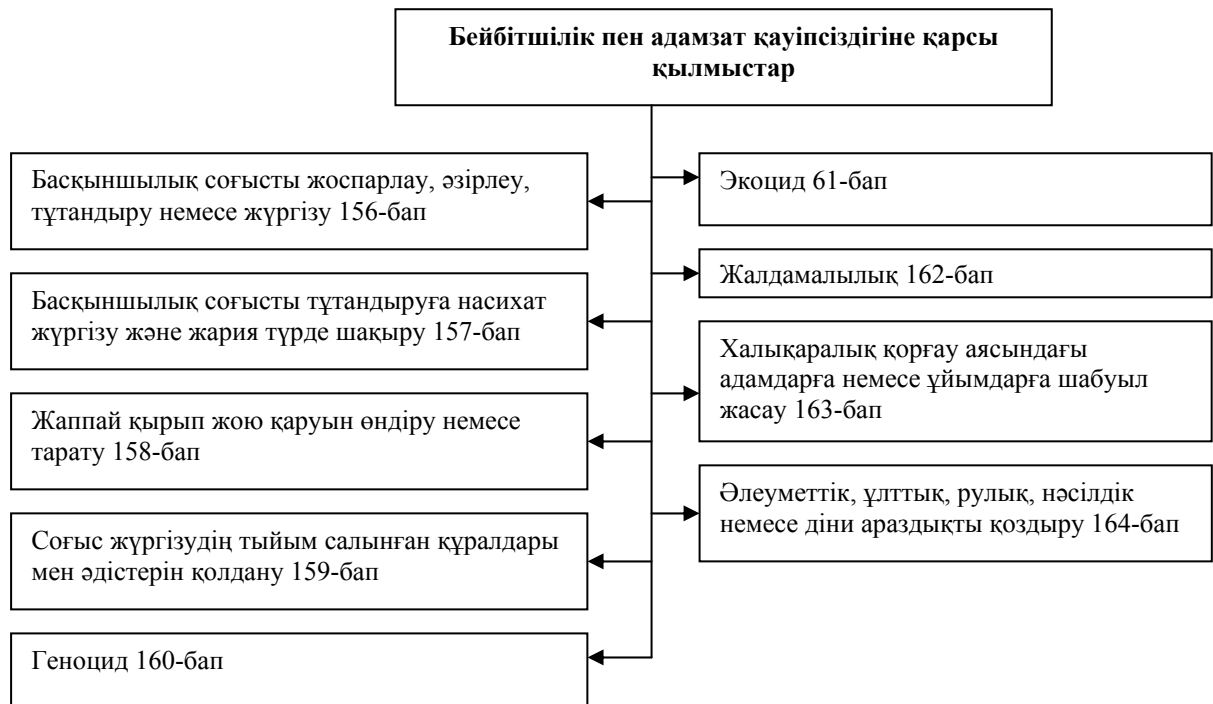 Бейбітшілік пен адамзат қауіпсіздігіне қарсы
қылмыстар
Басқыншылық соғысты жоспарлау, әзірлеу,
тұтандыру немесе жүргізу 156-бап
Басқыншылық соғысты тұтандыруға насихат
жүргізу және жария түрде шақыру 157-бап
Жаппай қырып жою қаруын өндіру немесе
тарату 158-бап
Соғыс жүргізудің тыйым салынған құралдары
мен әдістерін қолдану 159-бап
Геноцид 160-бап
Экоцид 61-бап
Жалдамалылық 162-бап
Халықаралық қорғау аясындағы
адамдарға немесе ұйымдарға шабуыл
жасау 163-бап
Әлеуметтік, ұлттық, рулық, нәсілдік
немесе діни араздықты қоздыру 164-бап